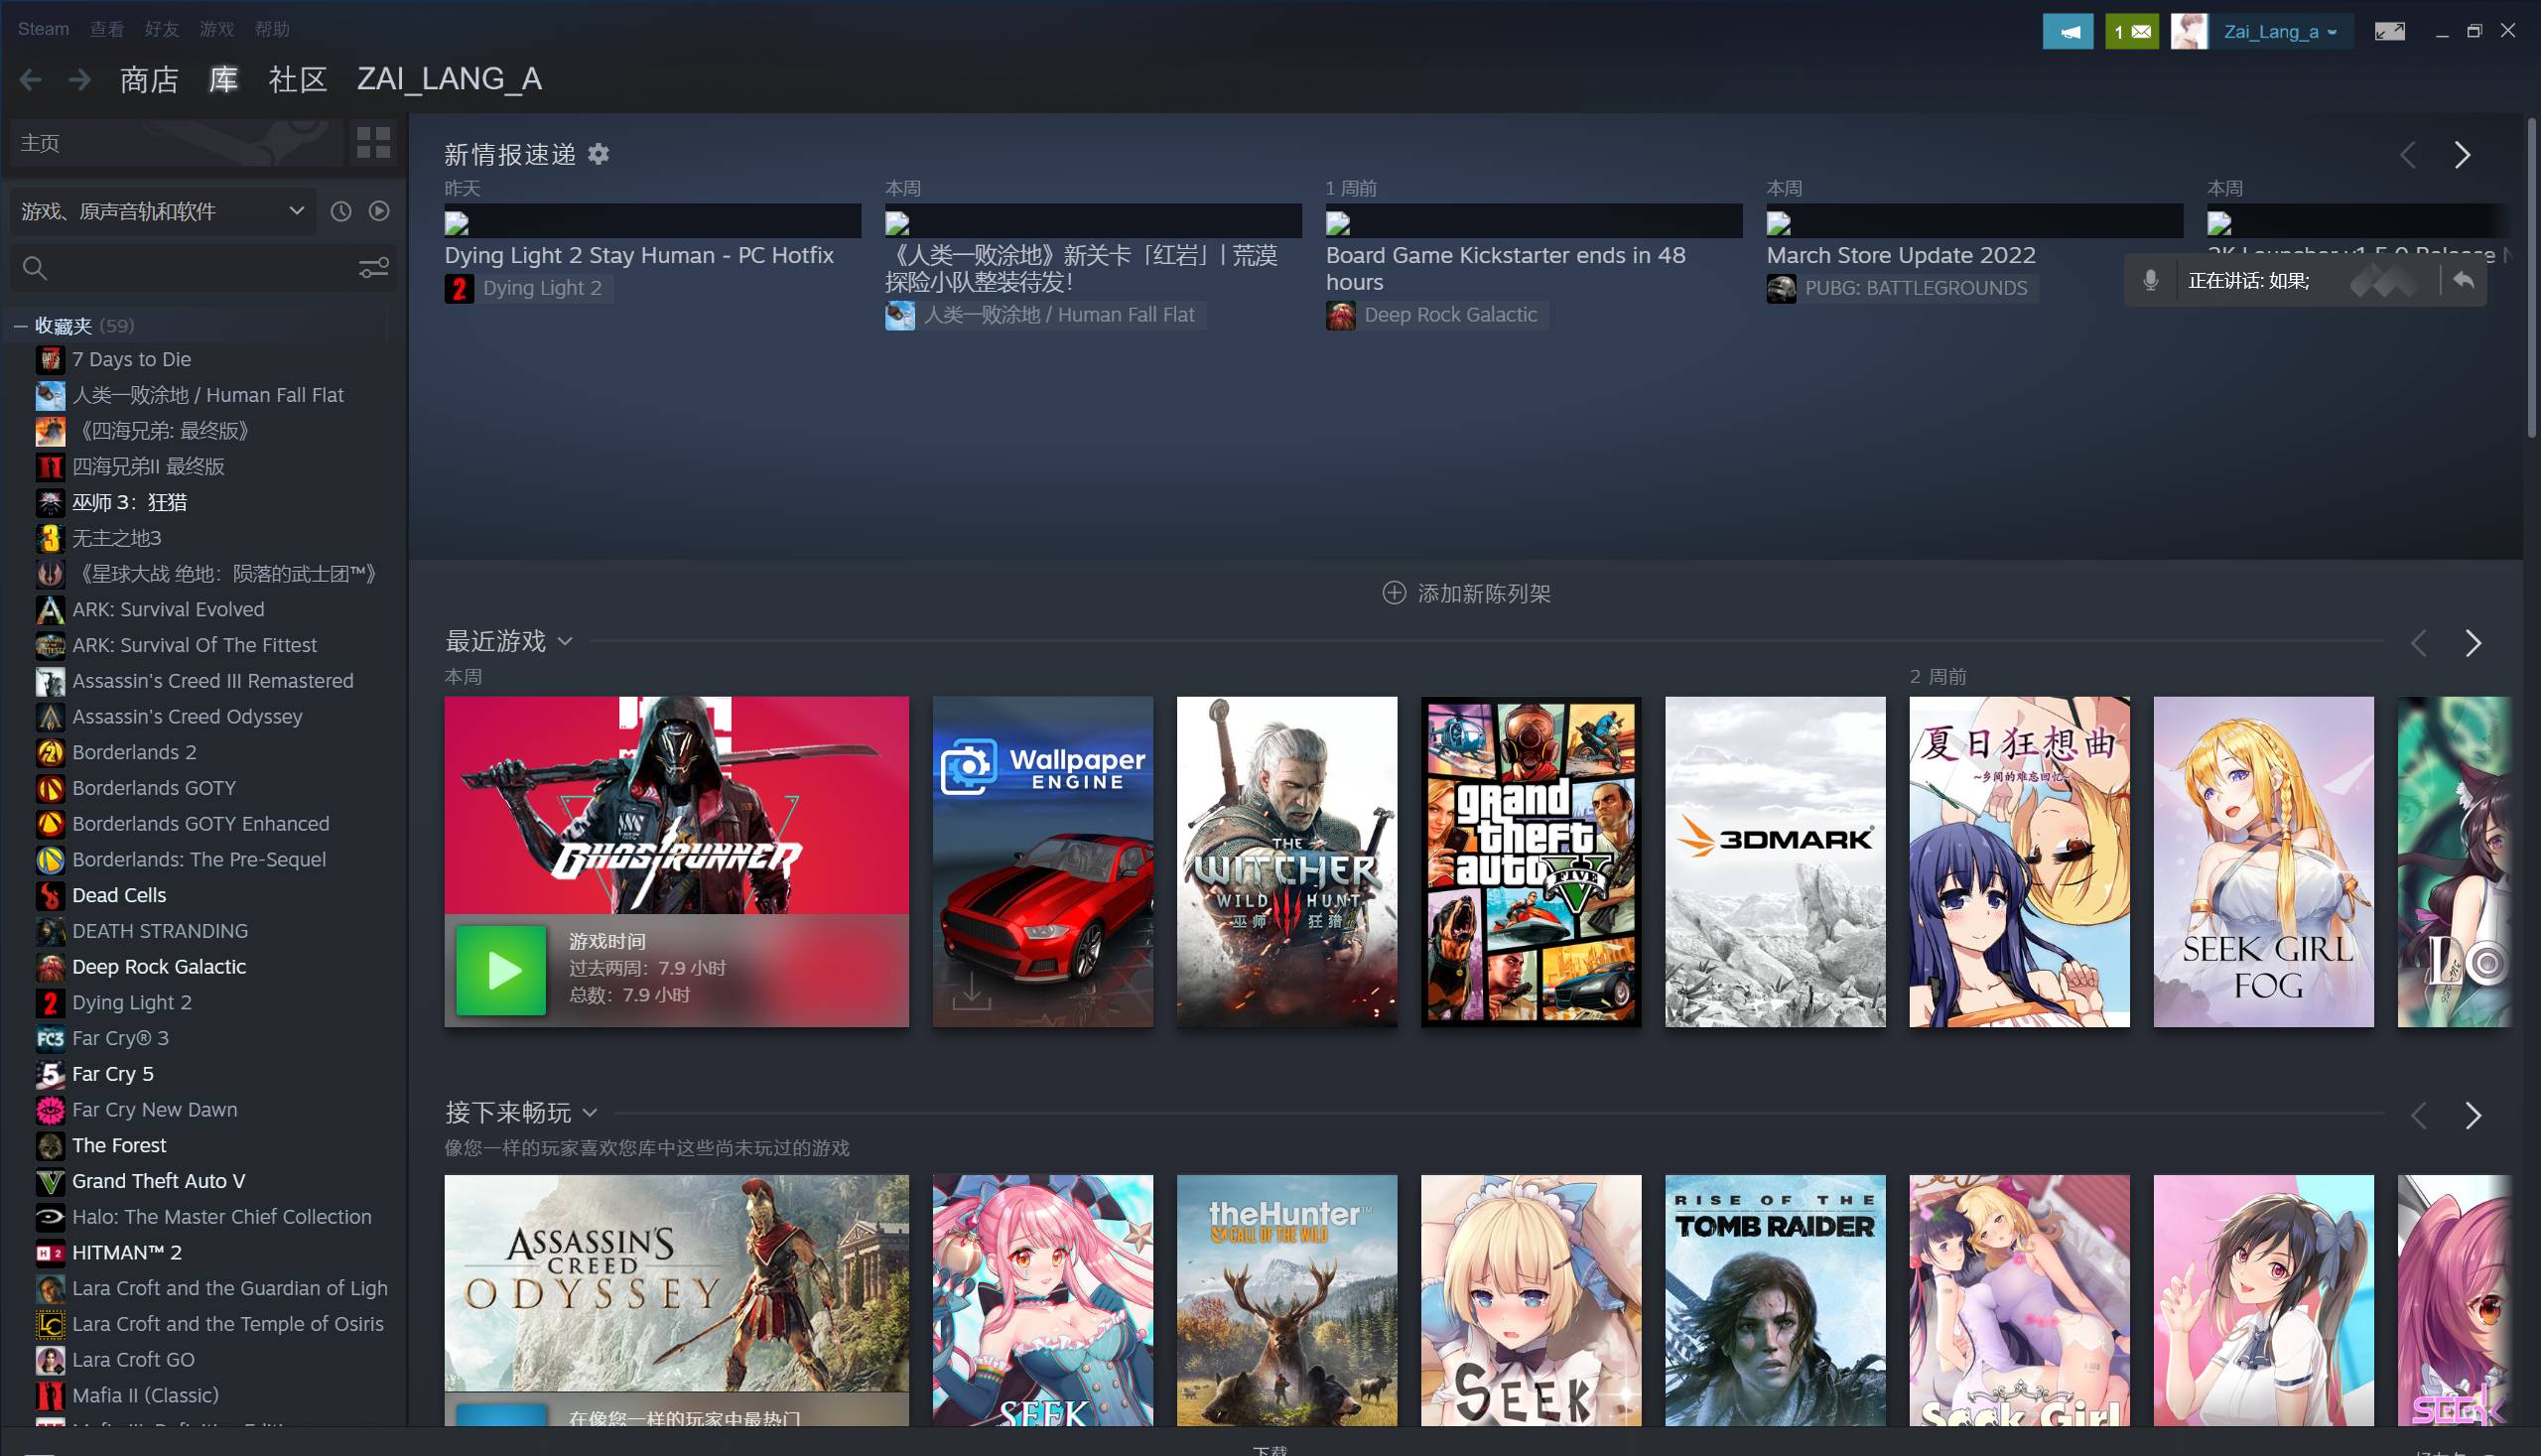 Steam 查看 好友 游戏 帮助
1
Zai_Lang_a
商店 库 社区 ZAI_LANG_A
主页
游戏、原声音轨和软件
收藏夹 (59)
7 Days to Die
人类一败涂地 / Human Fall Flat
《四海兄弟: 最终版》
四海兄弟II 最终版
巫师 3：狂猎
无主之地3
《星球大战 绝地：陨落的武士团™》
ARK: Survival Evolved
ARK: Survival Of The Fittest
Assassin's Creed III Remastered
Assassin's Creed Odyssey
Borderlands 2
Borderlands GOTY
Borderlands GOTY Enhanced
Borderlands: The Pre-Sequel
Dead Cells
DEATH STRANDING
Deep Rock Galactic
Dying Light 2
Far Cry® 3
Far Cry 5
Far Cry New Dawn
The Forest
Grand Theft Auto V
Halo: The Master Chief Collection
HITMAN™ 2
Lara Croft and the Guardian of Ligh
Lara Croft and the Temple of Osiris
Lara Croft GO
Mafia II (Classic)
新情报速递
昨天
Dying Light 2 Stay Human - PC Hotfix
Dying Light 2
本周
《人类一败涂地》新关卡「红岩」| 荒漠
探险小队整装待发！
人类一败涂地 / Human Fall Flat
1 周前
Board Game Kickstarter ends in 48
hours
Deep Rock Galactic
本周
March Store Update 2022
PUBG: BATTLEGROUNDS
本周
2K Launcher v1.5.0 Release N
正在讲话: 如果;
添加新陈列架
最近游戏
本周
2 周前
GHOSTRUNNER
游戏时间
过去两周：7.9 小时
总数：7.9 小时
Wallpaper
ENGINE
THE
WITCHER
WILD HUNT
巫师 狂猎
grand
theft
auto
FIVE
3DMARK
夏日狂想曲
~乡间的难忘回忆~
SEEK GIRL
FOG
接下来畅玩
像您一样的玩家喜欢您库中这些尚未玩过的游戏
ASSASSIN'S
CREED
ODYSSEY
在像您一样的玩家中最热门
SEEK
theHunter™
CALL OF THE WILD
SEEK
RISE OF THE
TOMB RAIDER
Seek Girl
SEEK
下载